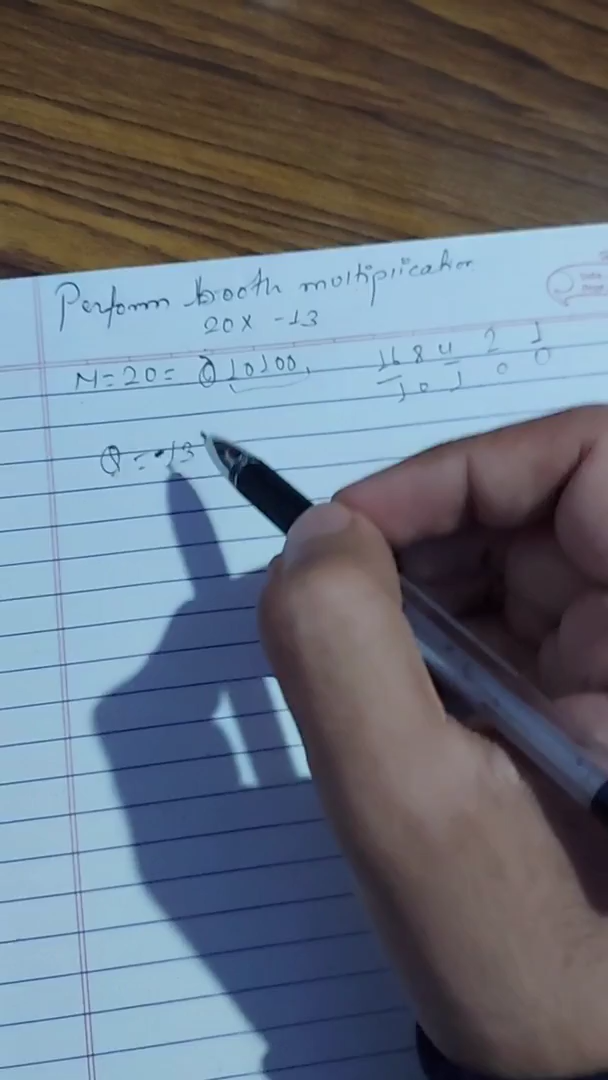 Perform booth multiplication
20 x -13
M = 20 = 010100, 16 8 4 2 1
1 0 1 0 0
Q = -13